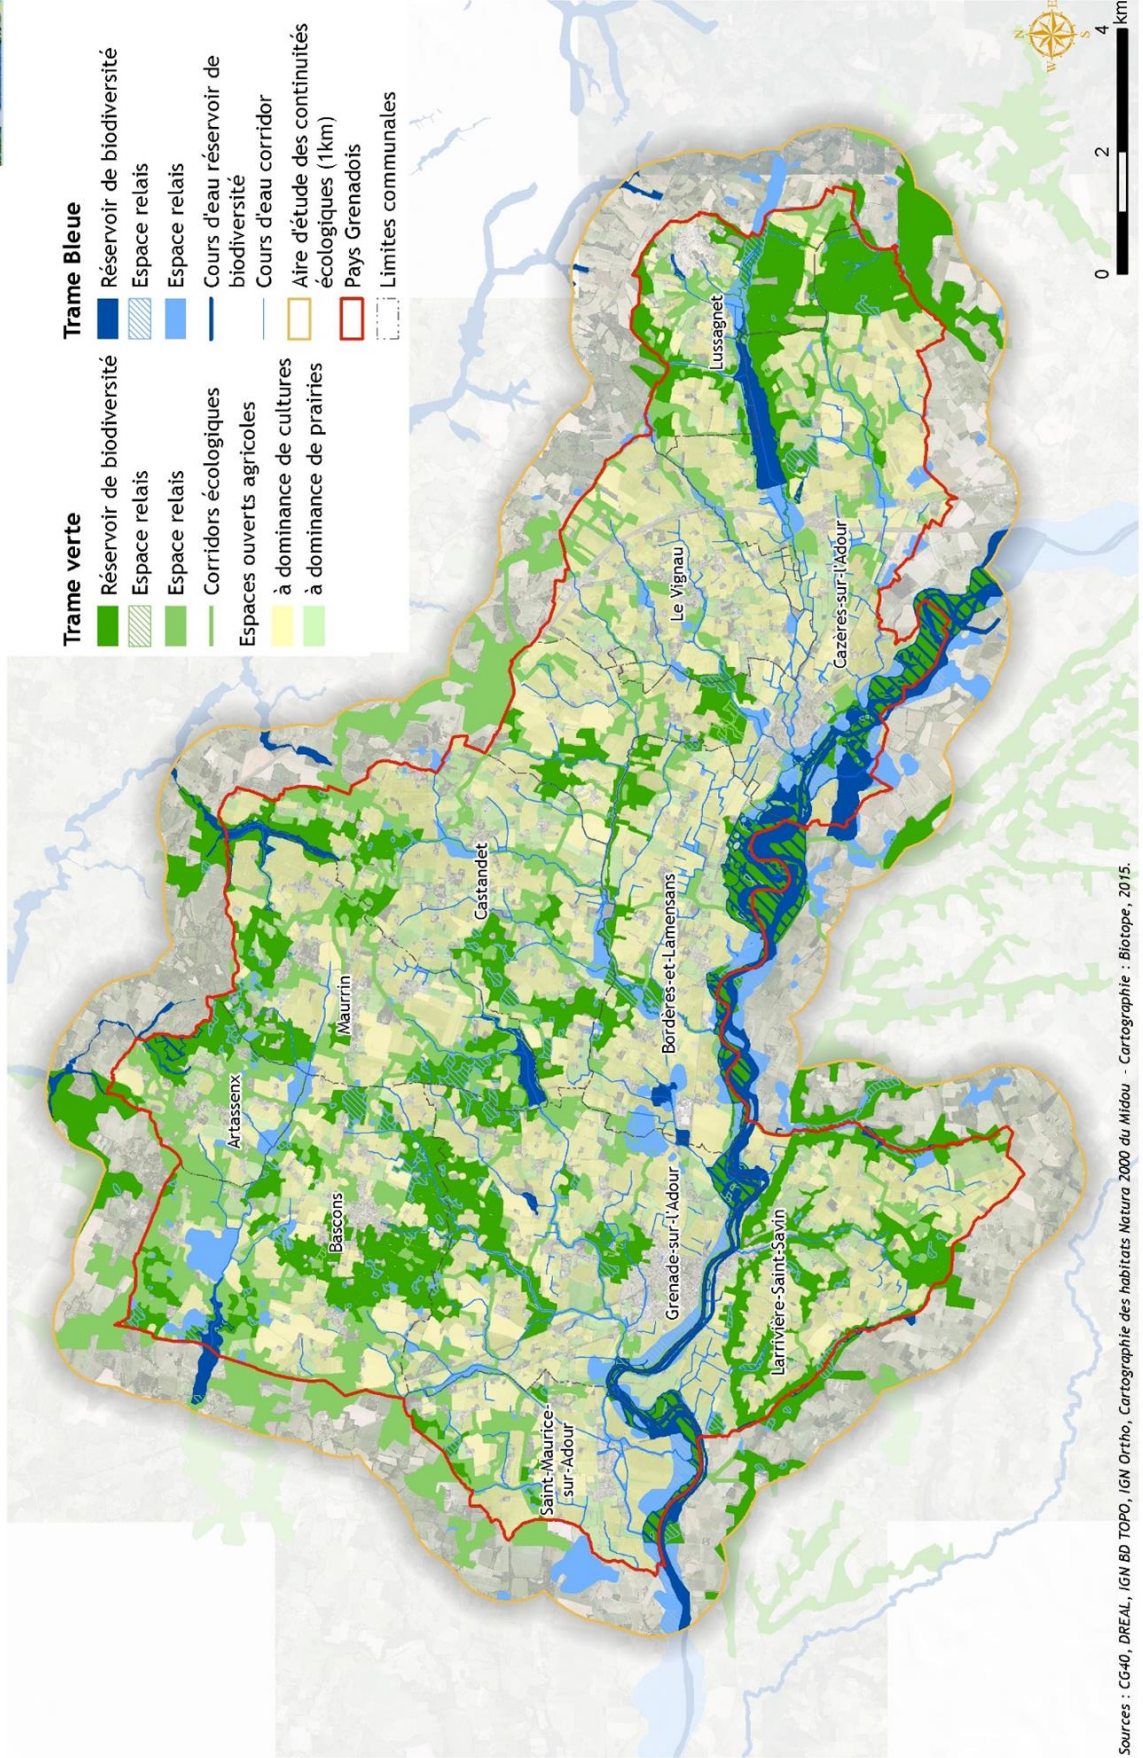 Trame verte
Réservoir de biodiversité
Espace relais
Espace relais
Corridors écologiques
Espaces ouverts agricoles
à dominance de cultures
à dominance de prairies
Trame Bleue
Réservoir de biodiversité
Espace relais
Espace relais
Cours d'eau réservoir de
biodiversité
Cours d'eau corridor
Aire d'étude des continuités
écologiques (1km)
Pays Grenadois
Limites communales
Artassenx
Maurrin
Bascons
Castandet
Saint-Maurice-
sur-Adour
Grenade-sur-l'Adour
Bordères-et-Lamensans
Le Vignau
Lussagnet
Larrivière-Saint-Savin
Cazères-sur-l'Adour
N
W
E
S
0 2 4
km
Sources : CG40, DREAL, IGN BD TOPO, IGN Ortho, Cartographie des habitats Natura 2000 du Midou - Cartographie : Biotope, 2015.